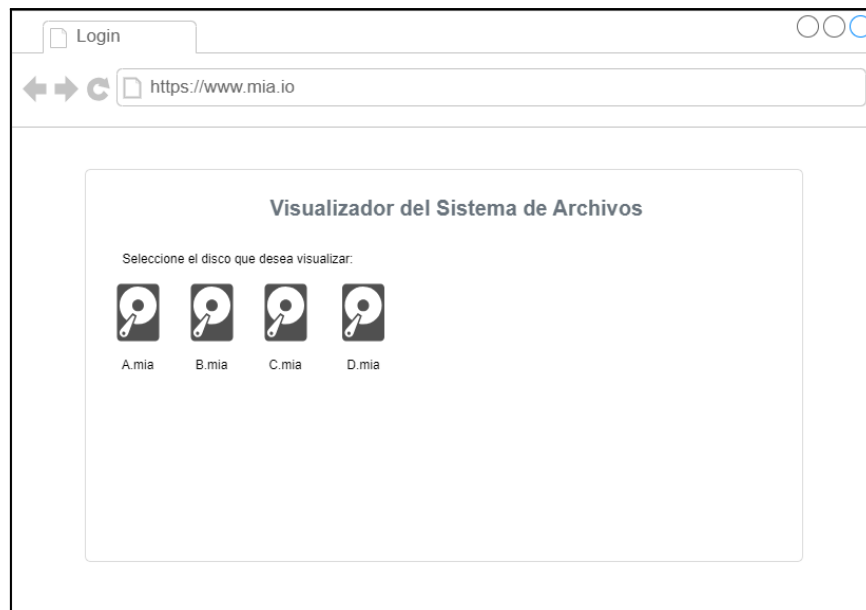 Login
https://www.mia.io
Visualizador del Sistema de Archivos
Seleccione el disco que desea visualizar:
A.mia B.mia C.mia D.mia